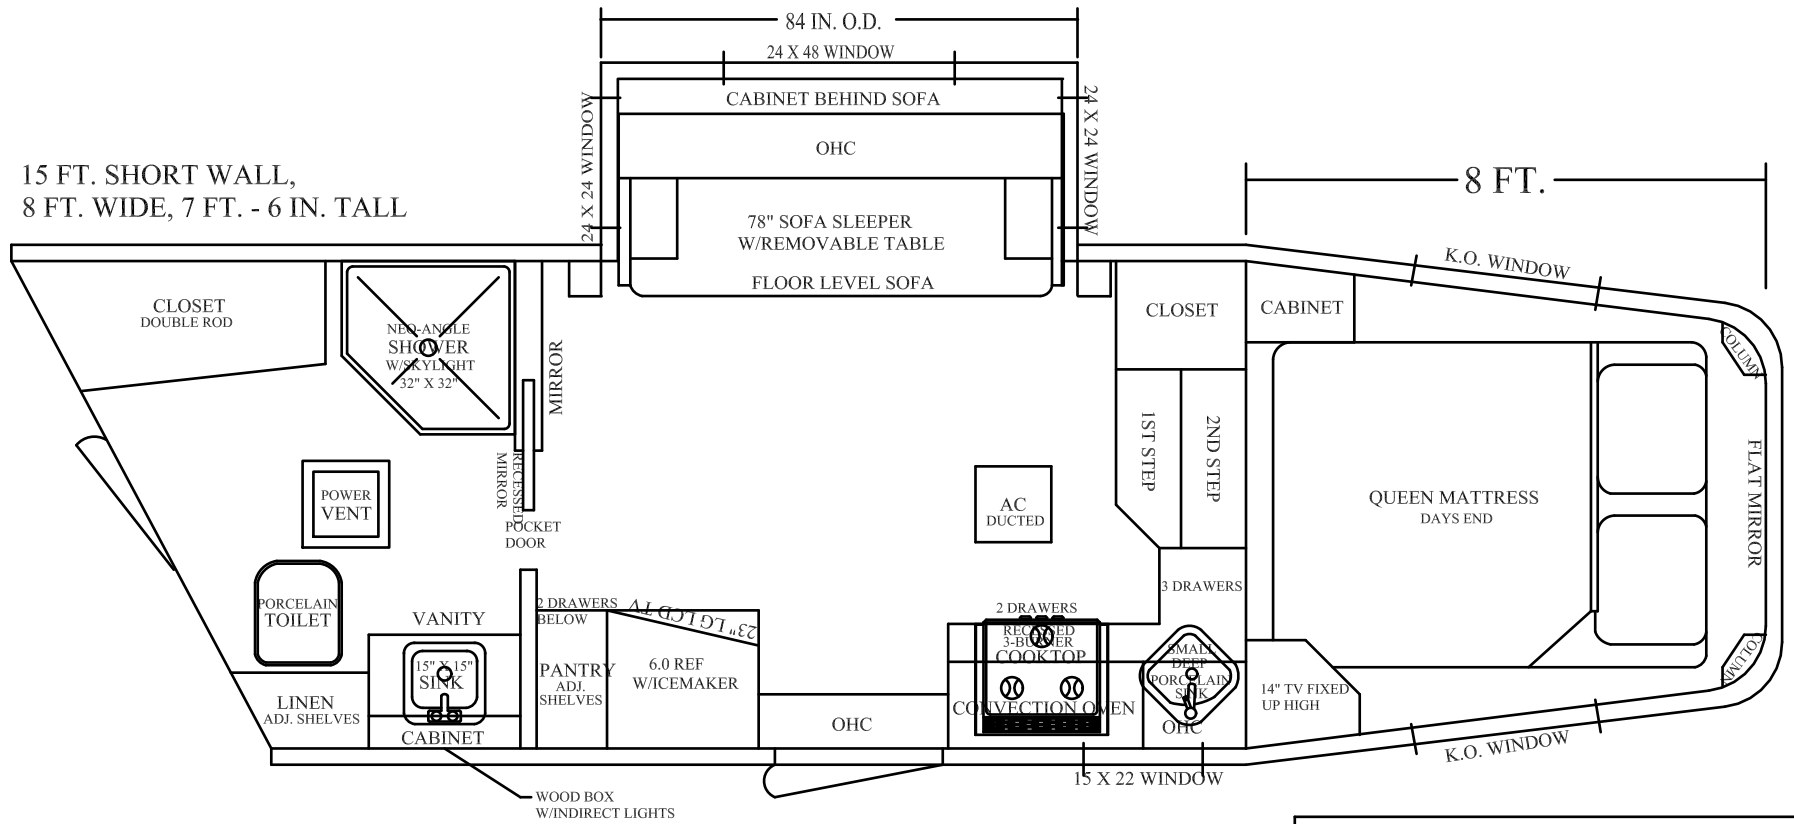 84 IN. O.D.
24 X 48 WINDOW
CABINET BEHIND SOFA
24 X 24 WINDOW
24 X 24 WINDOW
OHC
15 FT. SHORT WALL,
8 FT. WIDE, 7 FT. - 6 IN. TALL
8 FT.
78" SOFA SLEEPER
W/REMOVABLE TABLE
FLOOR LEVEL SOFA
K.O. WINDOW
CLOSET
DOUBLE ROD
NEO-ANGLE
SHOWER
W/SKYLIGHT
32" X 32"
MIRROR
CLOSET
CABINET
COLUMN
1ST STEP
2ND STEP
RECESSED
MIRROR
POCKET
DOOR
POWER
VENT
AC
DUCTED
QUEEN MATTRESS
DAYS END
FLAT MIRROR
PORCELAIN
TOILET
VANITY
2 DRAWERS
BELOW
23" LG LCD TV
2 DRAWERS
3 DRAWERS
RECESSED
3-BURNER
COOKTOP
SMALL
DEEP
PORCELAIN
SINK
COLUMN
15" X 15"
SINK
PANTRY
ADJ.
SHELVES
6.0 REF
W/ICEMAKER
LINEN
ADJ. SHELVES
CONVECTION OVEN
14" TV FIXED
UP HIGH
CABINET
OHC
OHC
K.O. WINDOW
15 X 22 WINDOW
WOOD BOX
W/INDIRECT LIGHTS